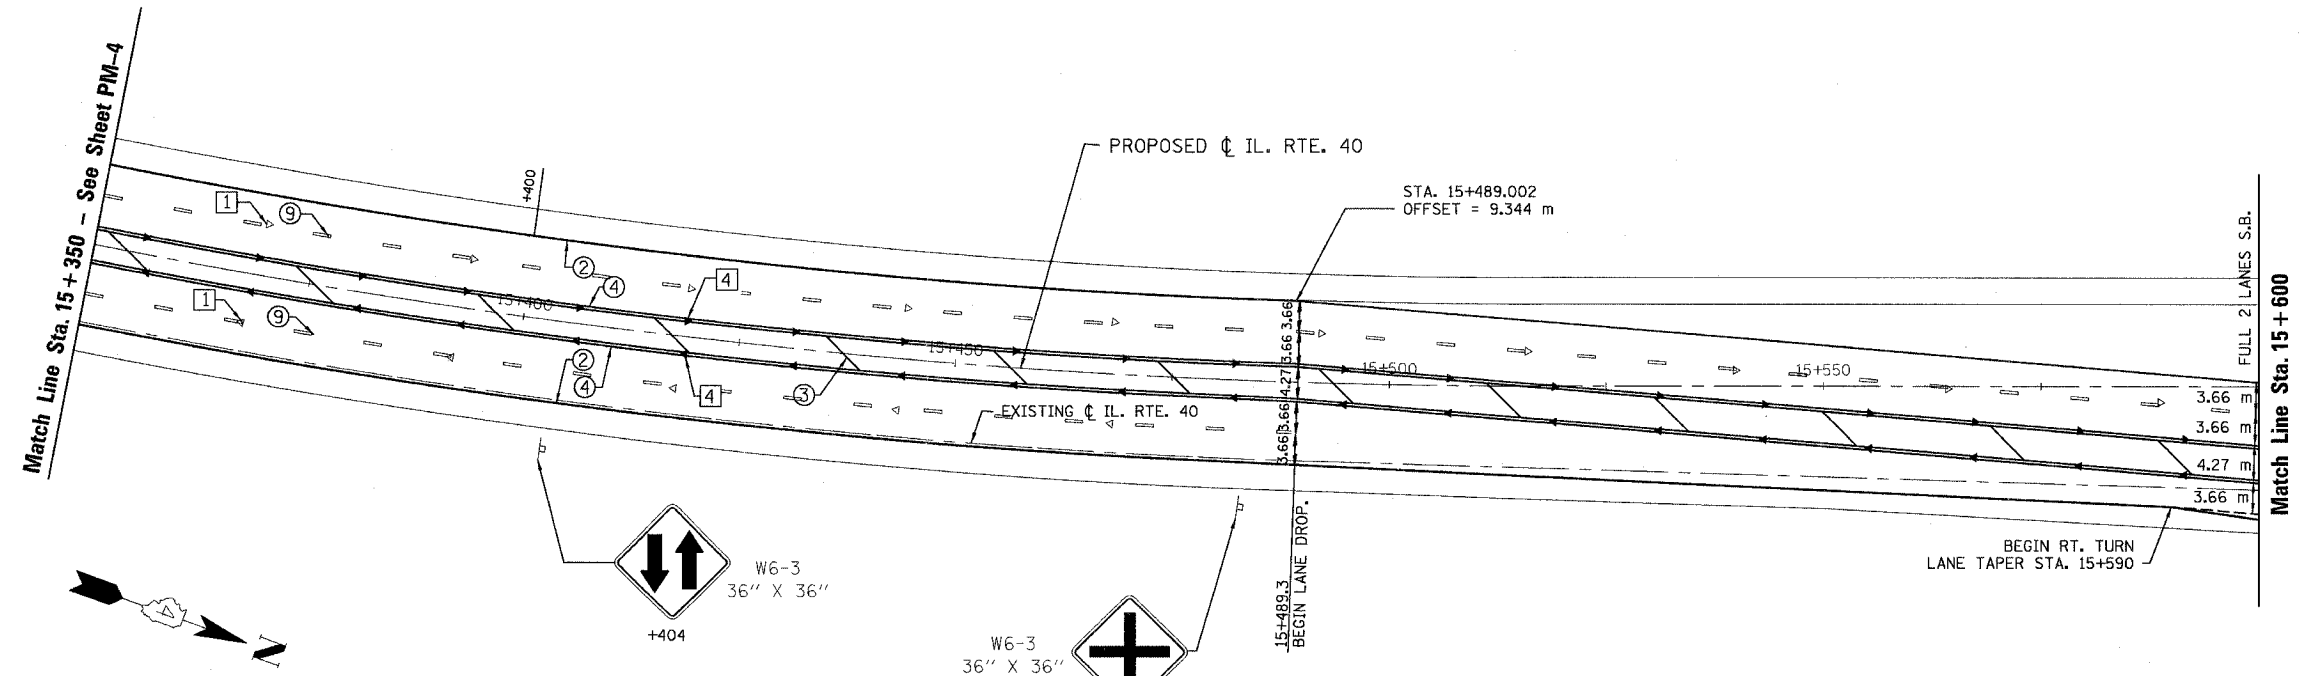 Match Line Sta. 15+350 - See Sheet PM-4
+400
PROPOSED ℄ IL. RTE. 40
STA. 15+489.002
OFFSET = 9.344 m
FULL 2 LANES S.B.
Match Line Sta. 15+600
1
9
2
4
4
15+400
15+450
15+500
15+550
1
9
2
4
4
3
EXISTING ℄ IL. RTE. 40
3.66
3.66
4.27
3.66
3.66
3.66 m
3.66 m
4.27 m
3.66 m
BEGIN RT. TURN
LANE TAPER STA. 15+590
15+489.3
BEGIN LANE DROP.
W6-3
36" X 36"
+404
W6-3
36" X 36"
N